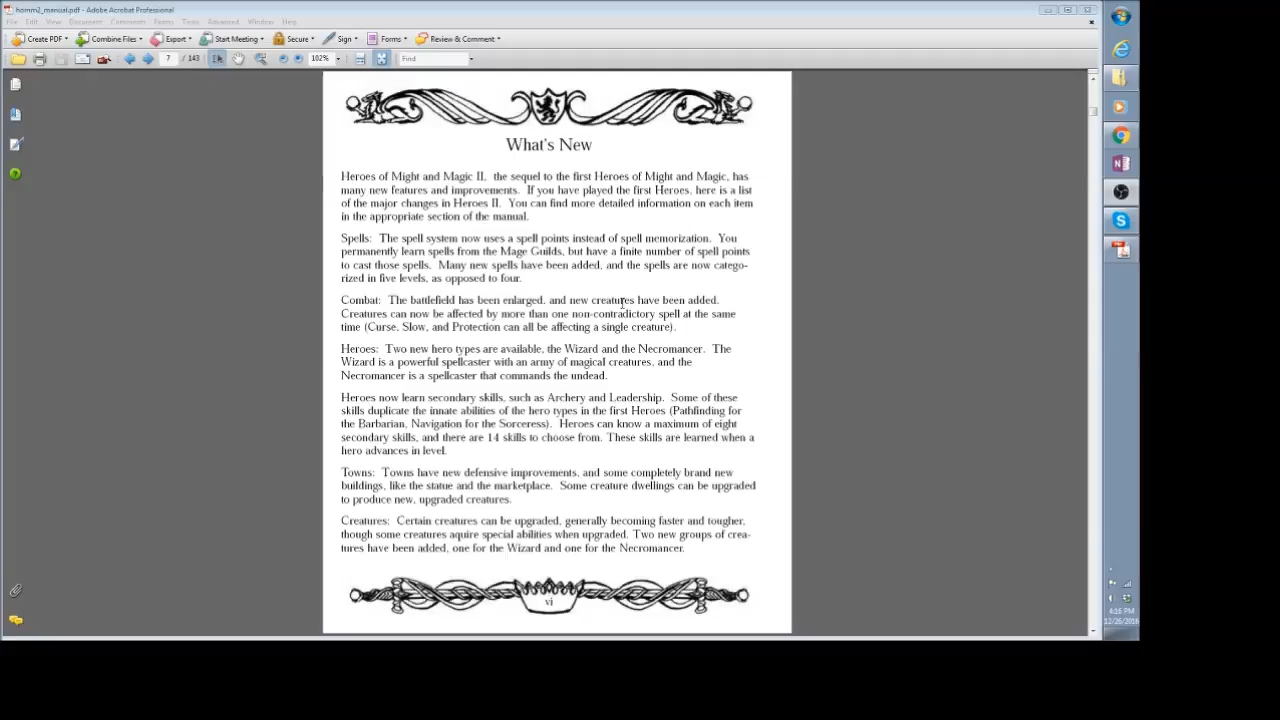 homm2_manual.pdf - Adobe Acrobat Professional
File Edit View Document Comments Forms Tools Advanced Window Help
Create PDF Combine Files Export Start Meeting Secure Sign Forms Review & Comment
7 / 143 102% Find
What's New
Heroes of Might and Magic II, the sequel to the first Heroes of Might and Magic, has
many new features and improvements. If you have played the first Heroes, here is a list
of the major changes in Heroes II. You can find more detailed information on each item
in the appropriate section of the manual.
Spells: The spell system now uses a spell points instead of spell memorization. You
permanently learn spells from the Mage Guilds, but have a finite number of spell points
to cast those spells. Many new spells have been added, and the spells are now catego-
rized in five levels, as opposed to four.
Combat: The battlefield has been enlarged, and new creatures have been added.
Creatures can now be affected by more than one non-contradictory spell at the same
time (Curse, Slow, and Protection can all be affecting a single creature).
Heroes: Two new hero types are available, the Wizard and the Necromancer. The
Wizard is a powerful spellcaster with an army of magical creatures, and the
Necromancer is a spellcaster that commands the undead.
Heroes now learn secondary skills, such as Archery and Leadership. Some of these
skills duplicate the innate abilities of the hero types in the first Heroes (Pathfinding for
the Barbarian, Navigation for the Sorceress). Heroes can know a maximum of eight
secondary skills, and there are 14 skills to choose from. These skills are learned when a
hero advances in level.
Towns: Towns have new defensive improvements, and some completely brand new
buildings, like the statue and the marketplace. Some creature dwellings can be upgraded
to produce new, upgraded creatures.
Creatures: Certain creatures can be upgraded, generally becoming faster and tougher,
though some creatures aquire special abilities when upgraded. Two new groups of crea-
tures have been added, one for the Wizard and one for the Necromancer.
vi
4:16 PM